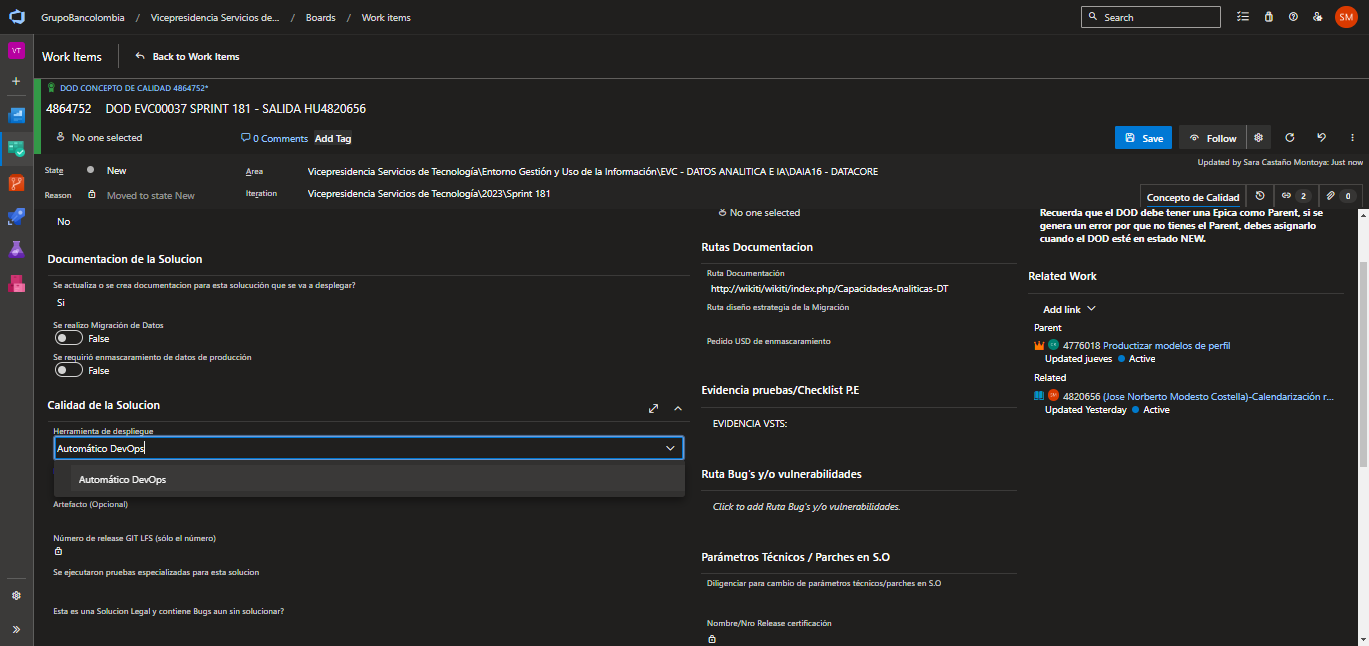 GrupoBancolombia / Vicepresidencia Servicios de... / Boards / Work items
Search
SM
VT
Work Items
Back to Work Items
DOD CONCEPTO DE CALIDAD 4864752*
4864752 DOD EVC00037 SPRINT 181 - SALIDA HU4820656
No one selected
0 Comments
Add Tag
Save
Follow
Updated by Sara Castaño Montoya: Just now
State New
Area Vicepresidencia Servicios de Tecnología\Entorno Gestión y Uso de la Información\EVC - DATOS ANALITICA E IA\DAIA16 - DATACORE
Reason Moved to state New
Iteration Vicepresidencia Servicios de Tecnología\2023\Sprint 181
Concepto de Calidad
2
0
No
Documentacion de la Solucion
Se actualiza o se crea documentacion para esta solucución que se va a desplegar?
Si
Se realizo Migración de Datos
False
Se requirió enmascaramiento de datos de producción
False
Calidad de la Solucion
Herramienta de despliegue
Automático DevOps
Automático DevOps
Artefacto (Opcional)
Número de release GIT LFS (sólo el número)
Se ejecutaron pruebas especializadas para esta solucion
Esta es una Solucion Legal y contiene Bugs aun sin solucionar?
No one selected
Rutas Documentacion
Ruta Documentación
http://wikiti/wikiti/index.php/CapacidadesAnaliticas-DT
Ruta diseño estrategia de la Migración
Pedido USD de enmascaramiento
Evidencia pruebas/Checklist P.E
EVIDENCIA VSTS:
Ruta Bug's y/o vulnerabilidades
Click to add Ruta Bug's y/o vulnerabilidades.
Parámetros Técnicos / Parches en S.O
Diligenciar para cambio de parámetros técnicos/parches en S.O
Nombre/Nro Release certificación
Recuerda que el DOD debe tener una Epica como Parent, si se
genera un error por que no tienes el Parent, debes asignarlo
cuando el DOD esté en estado NEW.
Related Work
Add link
Parent
4776018 Productizar modelos de perfil
Updated jueves Active
Related
4820656 (Jose Norberto Modesto Costella)-Calendarización r...
Updated Yesterday Active